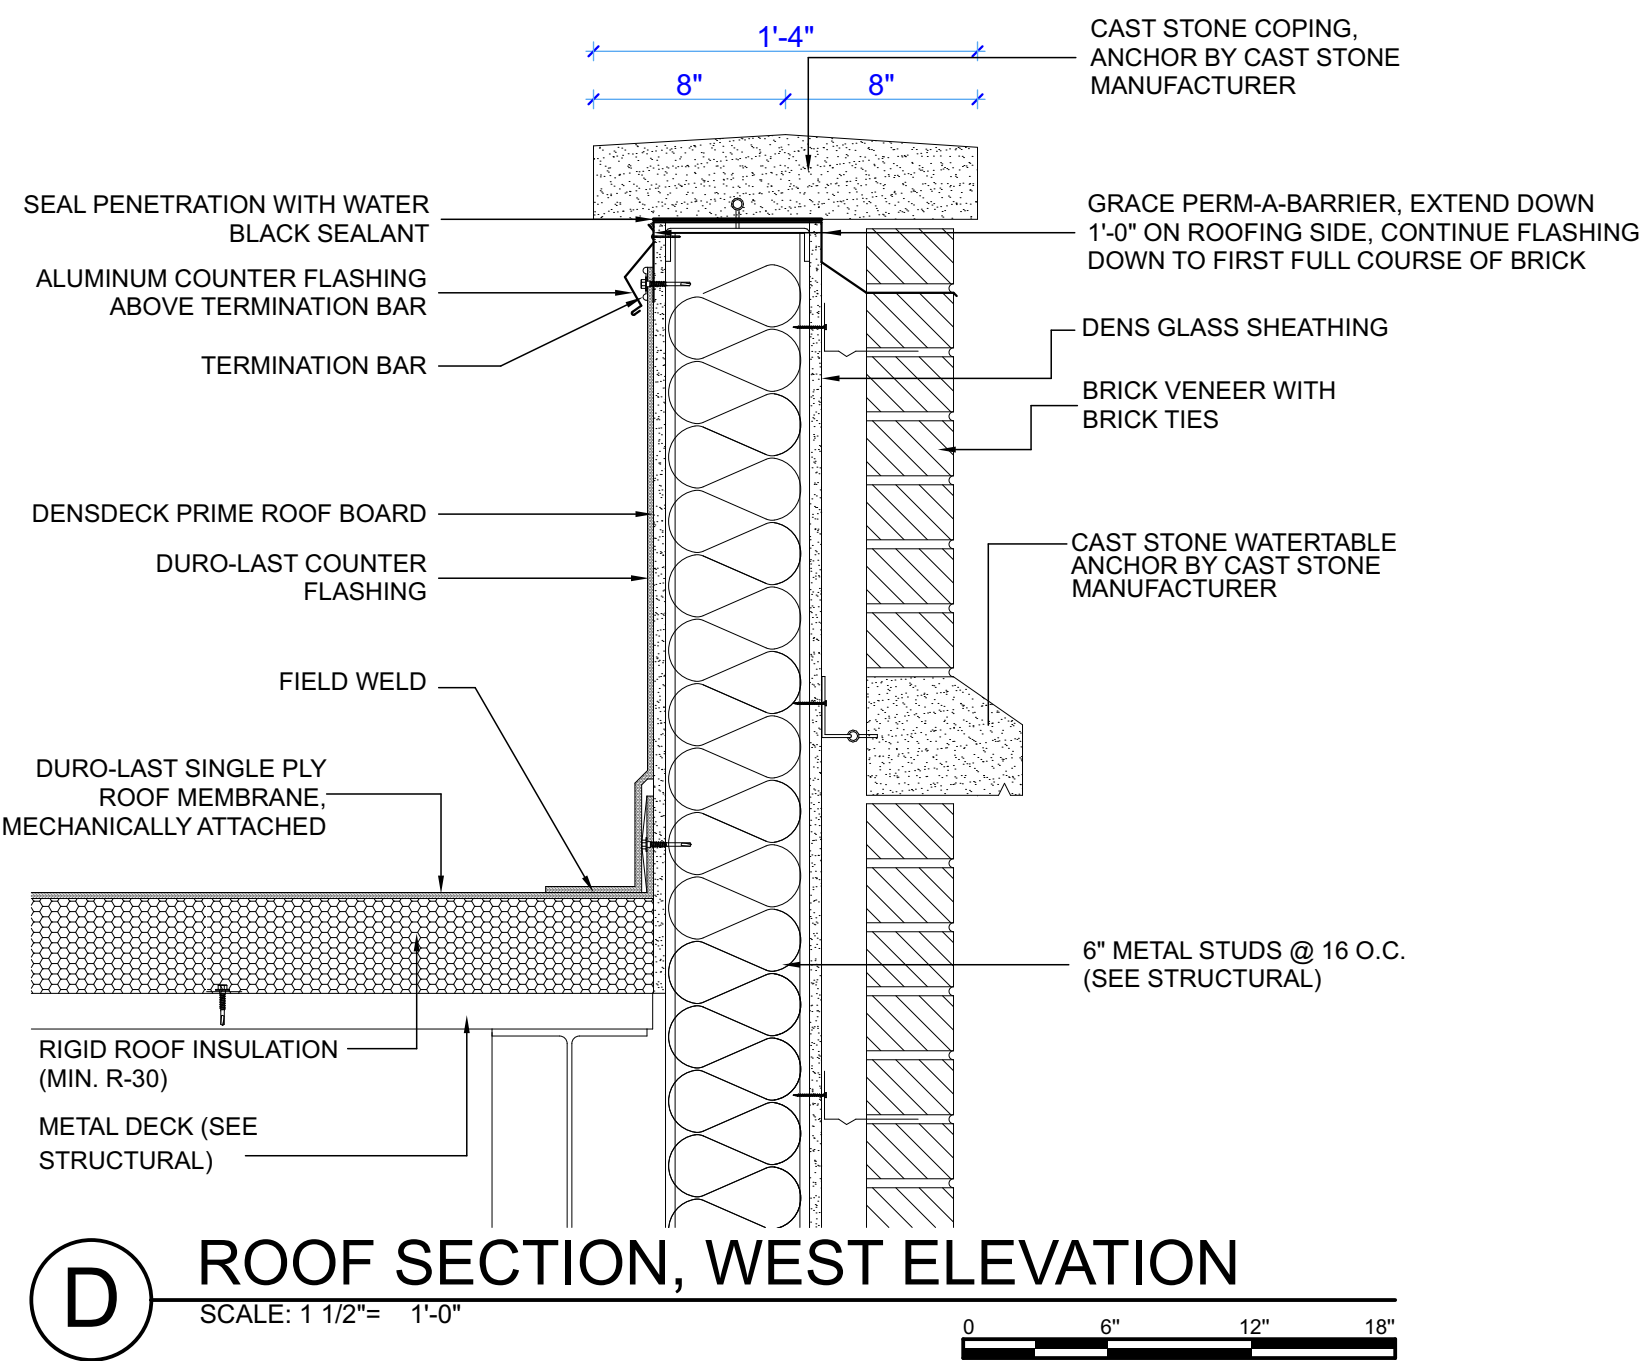 1'-4"
8"
8"
CAST STONE COPING,
ANCHOR BY CAST STONE
MANUFACTURER
SEAL PENETRATION WITH WATER
BLACK SEALANT
GRACE PERM-A-BARRIER, EXTEND DOWN
1'-0" ON ROOFING SIDE, CONTINUE FLASHING
DOWN TO FIRST FULL COURSE OF BRICK
ALUMINUM COUNTER FLASHING
ABOVE TERMINATION BAR
TERMINATION BAR
DENS GLASS SHEATHING
BRICK VENEER WITH
BRICK TIES
DENSDECK PRIME ROOF BOARD
DURO-LAST COUNTER
FLASHING
CAST STONE WATERTABLE
ANCHOR BY CAST STONE
MANUFACTURER
FIELD WELD
DURO-LAST SINGLE PLY
ROOF MEMBRANE,
MECHANICALLY ATTACHED
6" METAL STUDS @ 16 O.C.
(SEE STRUCTURAL)
RIGID ROOF INSULATION
(MIN. R-30)
METAL DECK (SEE
STRUCTURAL)
D
ROOF SECTION, WEST ELEVATION
SCALE: 1 1/2"= 1'-0"
0 6" 12" 18"